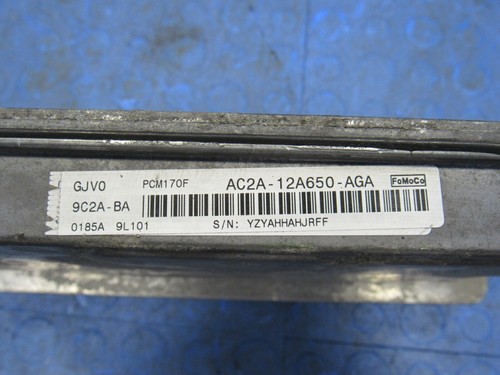 GJV0 PCM170F AC2A-12A650-AGA FoMoCo
9C2A-BA
0185A 9L101 S/N: YZYAHHAHJRFF